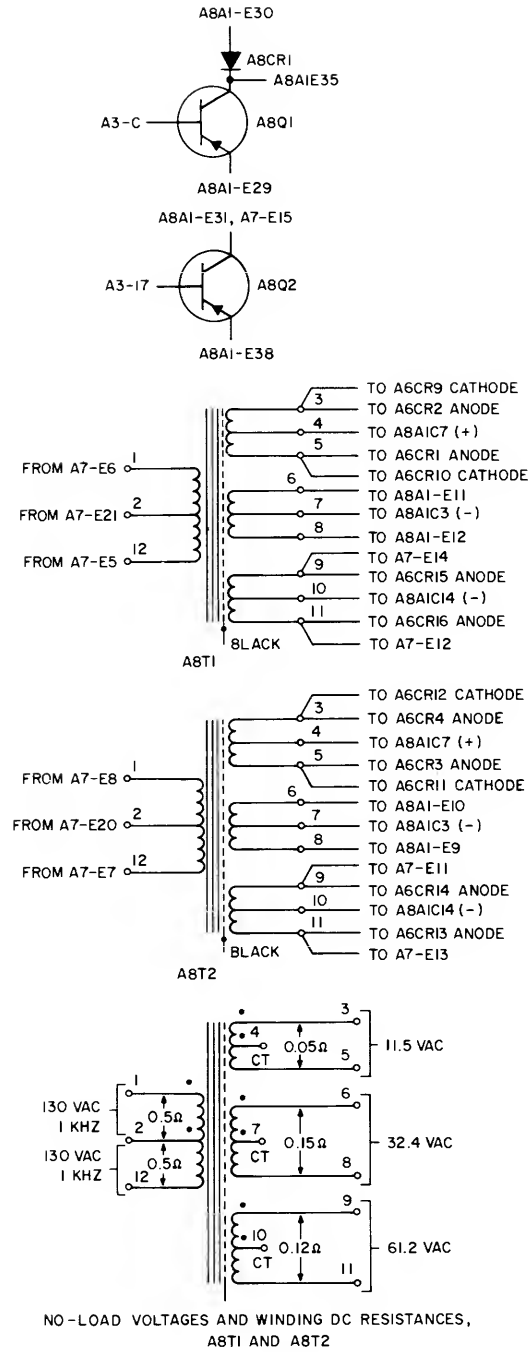 A8A1-E30
A8CR1
A8A1E35
A3-C
A8Q1
A8A1-E29
A8A1-E31, A7-E15
A3-17
A8Q2
A8A1-E38
TO A6CR9 CATHODE
3
TO A6CR2 ANODE
4
TO A8A1C7 (+)
5
TO A6CR1 ANODE
TO A6CR10 CATHODE
1
FROM A7-E6
6
TO A8A1-E11
2
FROM A7-E21
7
TO A8A1C3 (-)
8
TO A8A1-E12
12
FROM A7-E5
TO A7-E14
9
TO A6CR15 ANODE
10
TO A8A1C14 (-)
11
TO A6CR16 ANODE
TO A7-E12
BLACK
A8T1
TO A6CR12 CATHODE
3
TO A6CR4 ANODE
4
TO A8A1C7 (+)
5
TO A6CR3 ANODE
TO A6CR11 CATHODE
1
FROM A7-E8
6
TO A8A1-E10
2
FROM A7-E20
7
TO A8A1C3 (-)
8
TO A8A1-E9
12
FROM A7-E7
TO A7-E11
9
TO A6CR14 ANODE
10
TO A8A1C14 (-)
11
TO A6CR13 ANODE
TO A7-E13
BLACK
A8T2
3
4
CT
0.05Ω
5
11.5 VAC
1
130 VAC
1 KHZ
0.5Ω
2
130 VAC
1 KHZ
0.5Ω
12
6
7
CT
0.15Ω
8
32.4 VAC
9
10
CT
0.12Ω
11
61.2 VAC
NO-LOAD VOLTAGES AND WINDING DC RESISTANCES,
A8T1 AND A8T2